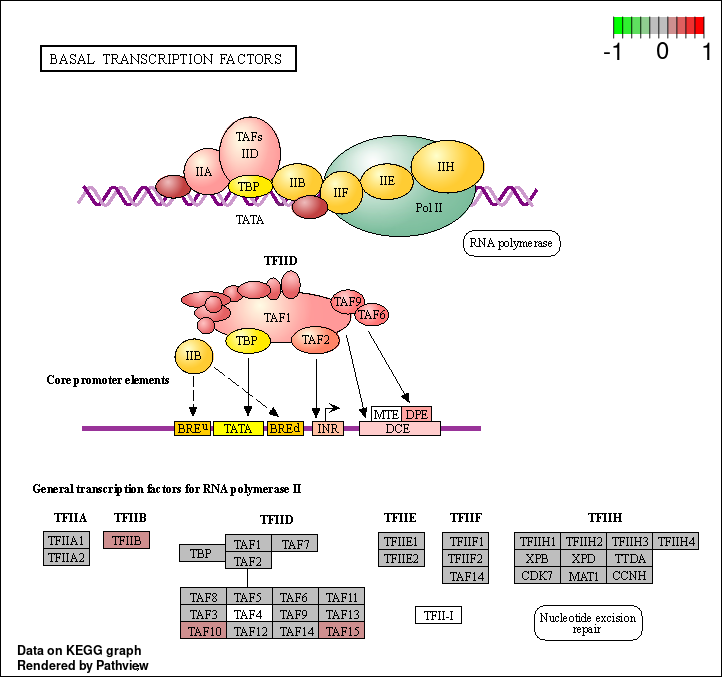 -1 0 1
BASAL TRANSCRIPTION FACTORS
TAFs
IID
IIA
TBP
IIB
IIF
IIE
IIH
Pol II
TATA
RNA polymerase
TFIID
TAF9
TAF6
TAF1
TBP
TAF2
IIB
Core promoter elements
MTE DPE
BREu TATA BREd INR DCE
General transcription factors for RNA polymerase II
TFIIA TFIIB TFIID TFIIE TFIIF TFIIH
TFIIA1 TFIIB TAF1 TAF7 TFIIE1 TFIIF1 TFIIH1 TFIIH2 TFIIH3 TFIIH4
TFIIA2 TBP TAF2 TFIIE2 TFIIF2 XPB XPD TTDA
TAF14 CDK7 MAT1 CCNH
TAF8 TAF5 TAF6 TAF11
TAF3 TAF4 TAF9 TAF13 TFII-I
TAF10 TAF12 TAF14 TAF15
Nucleotide excision
repair
Data on KEGG graph
Rendered by Pathview